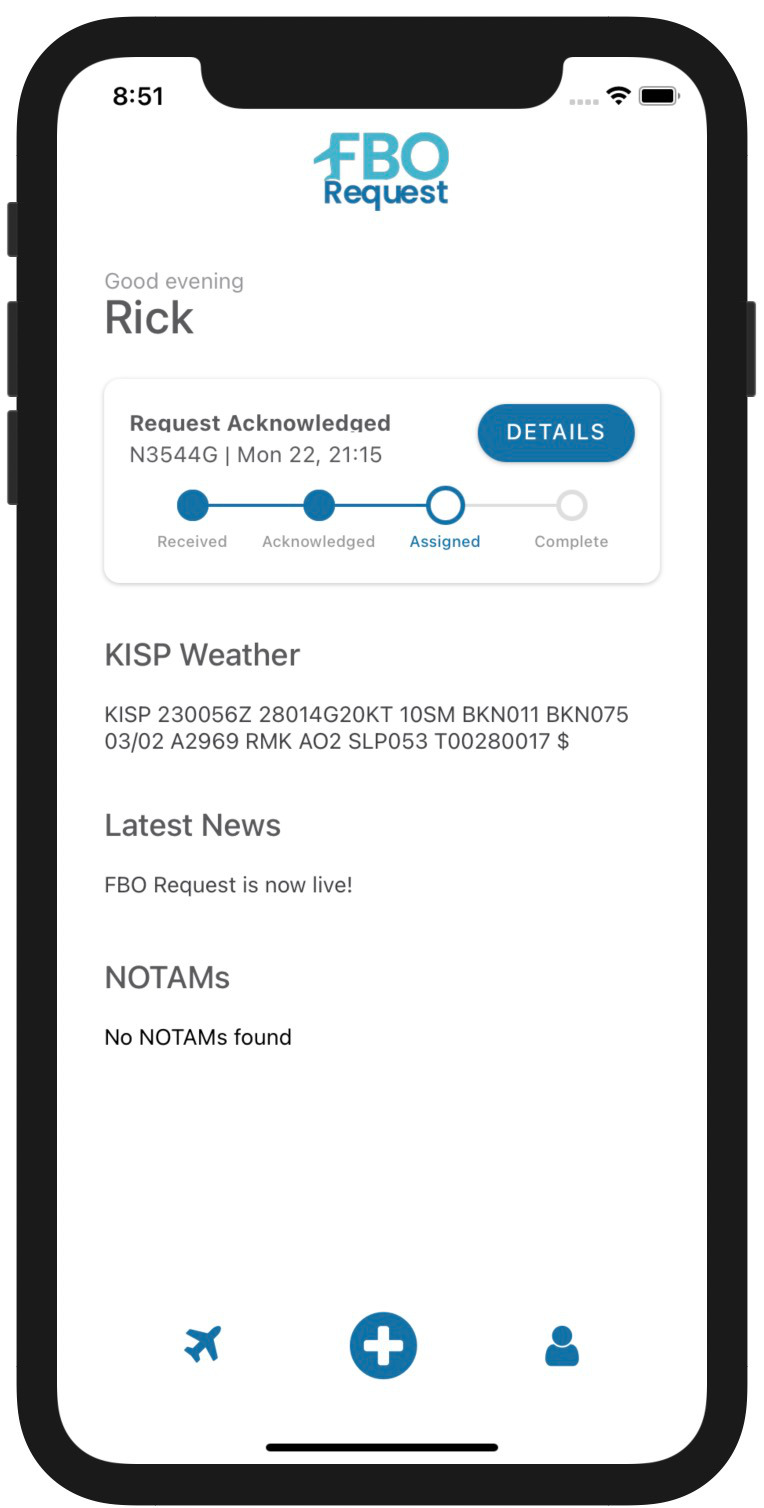 8:51
FBO
Request
Good evening
Rick
Request Acknowledged
N3544G | Mon 22, 21:15
DETAILS
Received Acknowledged Assigned Complete
KISP Weather
KISP 230056Z 28014G20KT 10SM BKN011 BKN075
03/02 A2969 RMK AO2 SLP053 T00280017 $
Latest News
FBO Request is now live!
NOTAMs
No NOTAMs found